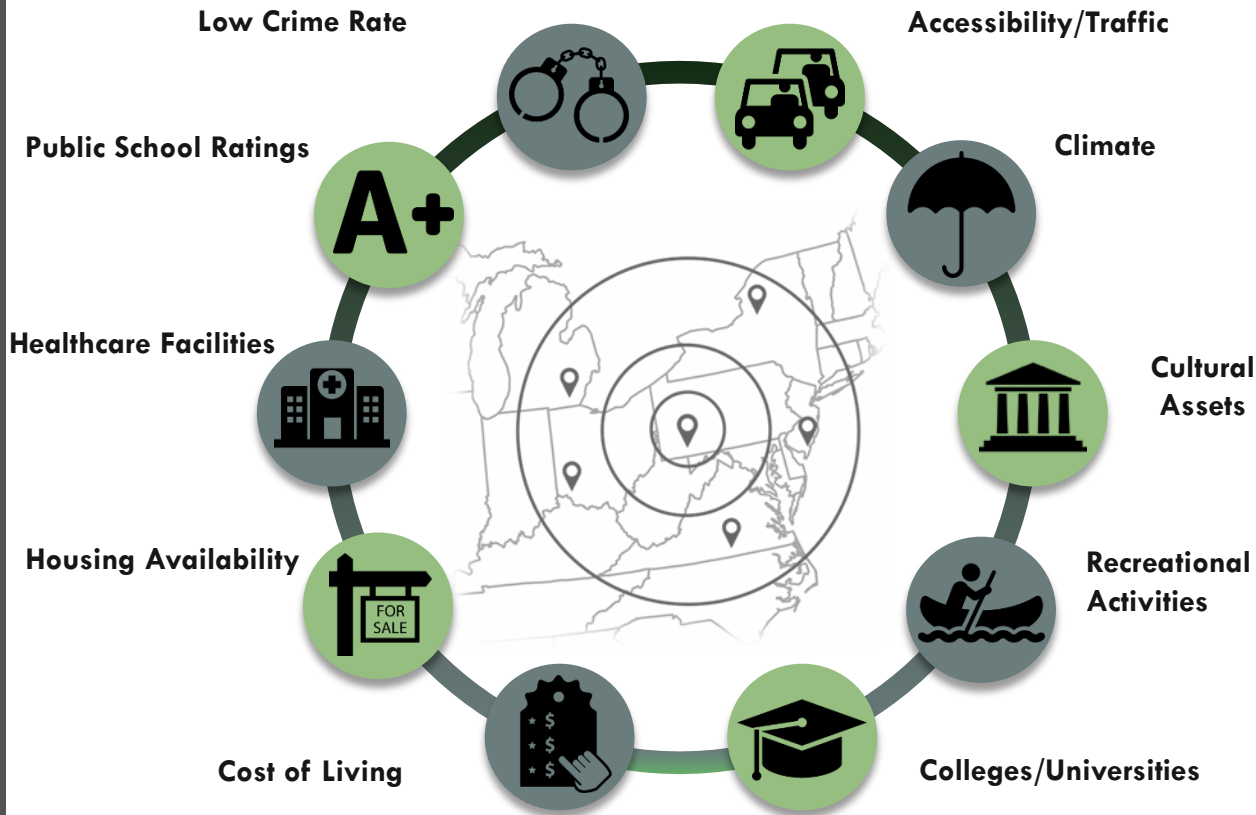 Low Crime Rate
Accessibility/Traffic
Public School Ratings
Climate
A+
Healthcare Facilities
Cultural
Assets
Housing Availability
FOR
SALE
Recreational
Activities
$
$
$
Cost of Living
Colleges/Universities